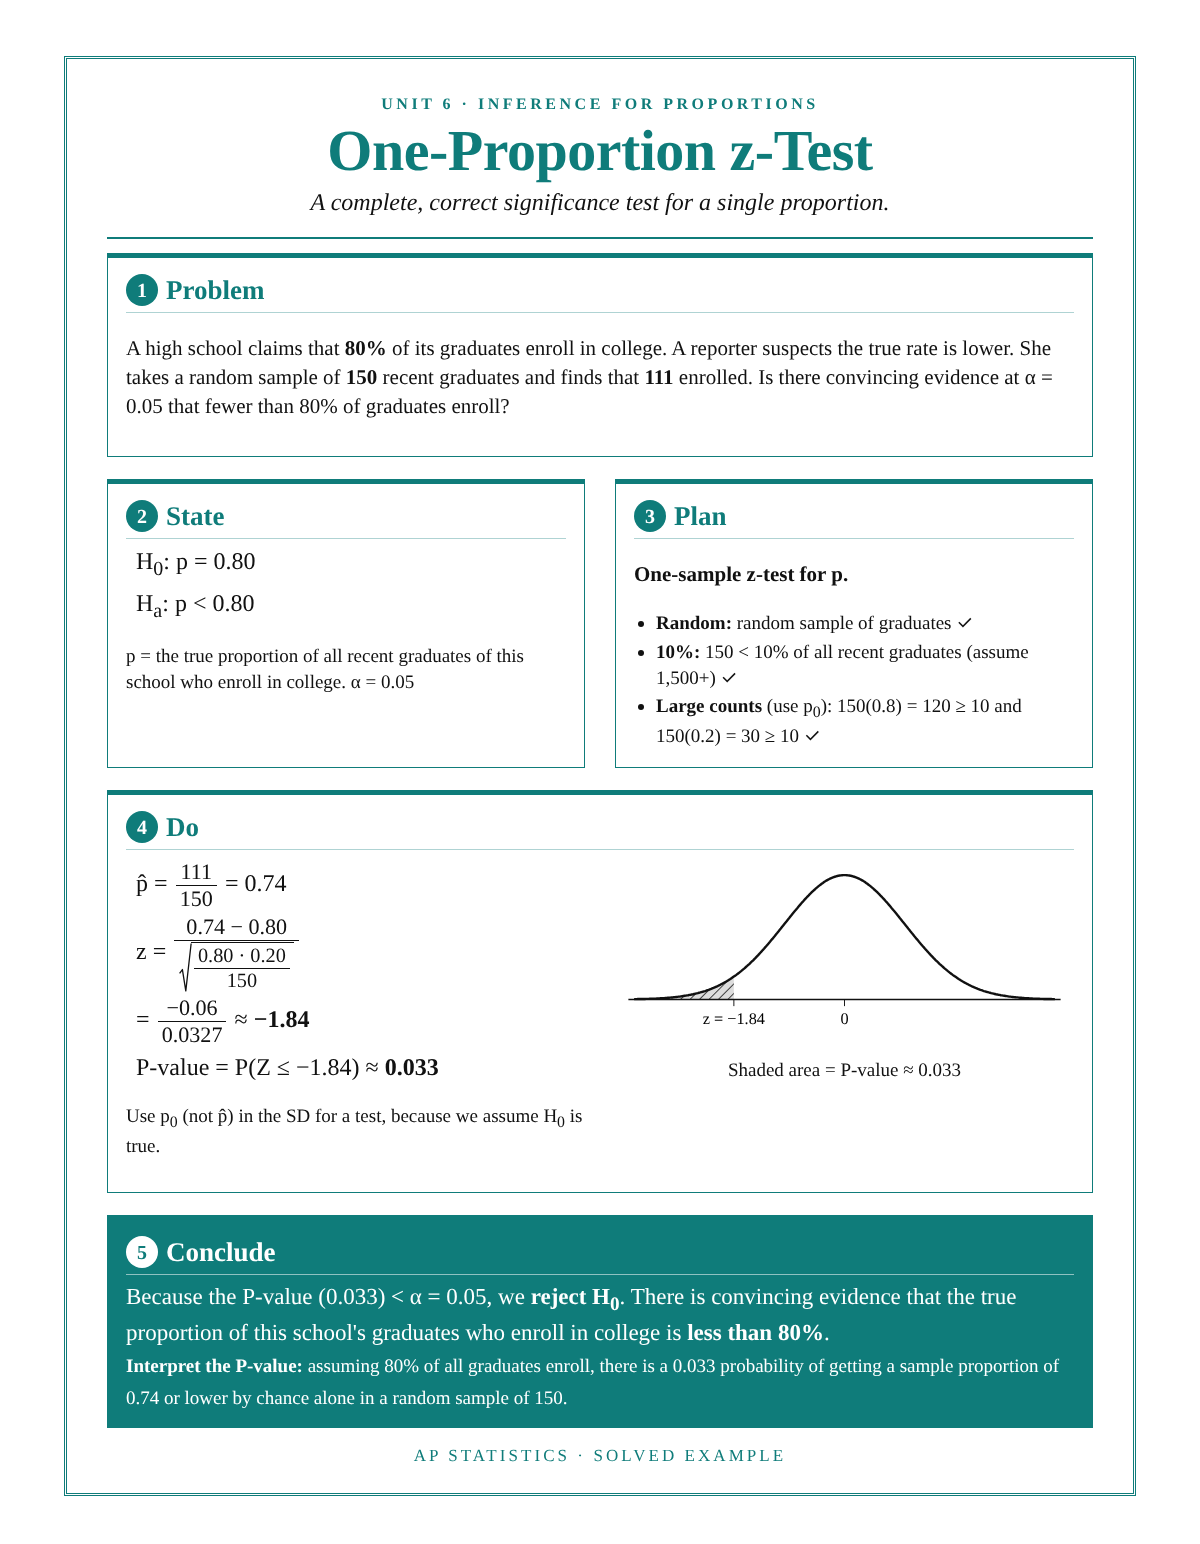 UNIT 6 · INFERENCE FOR PROPORTIONS
One-Proportion z-Test
A complete, correct significance test for a single proportion.
1 Problem
A high school claims that 80% of its graduates enroll in college. A reporter suspects the true rate is lower. She
takes a random sample of 150 recent graduates and finds that 111 enrolled. Is there convincing evidence at α =
0.05 that fewer than 80% of graduates enroll?
2 State
H₀: p = 0.80
Hₐ: p < 0.80
p = the true proportion of all recent graduates of this
school who enroll in college. α = 0.05
3 Plan
One-sample z-test for p.
• Random: random sample of graduates ✓
• 10%: 150 < 10% of all recent graduates (assume
1,500+) ✓
• Large counts (use p₀): 150(0.8) = 120 ≥ 10 and
150(0.2) = 30 ≥ 10 ✓
4 Do
p̂ = 111/150 = 0.74
z = (0.74 − 0.80)/√(0.80 · 0.20/150)
= −0.06/0.0327 ≈ −1.84
P-value = P(Z ≤ −1.84) ≈ 0.033
Use p₀ (not p̂) in the SD for a test, because we assume H₀ is
true.
z = −1.84 0
Shaded area = P-value ≈ 0.033
5 Conclude
Because the P-value (0.033) < α = 0.05, we reject H₀. There is convincing evidence that the true
proportion of this school's graduates who enroll in college is less than 80%.
Interpret the P-value: assuming 80% of all graduates enroll, there is a 0.033 probability of getting a sample proportion of
0.74 or lower by chance alone in a random sample of 150.
AP STATISTICS · SOLVED EXAMPLE